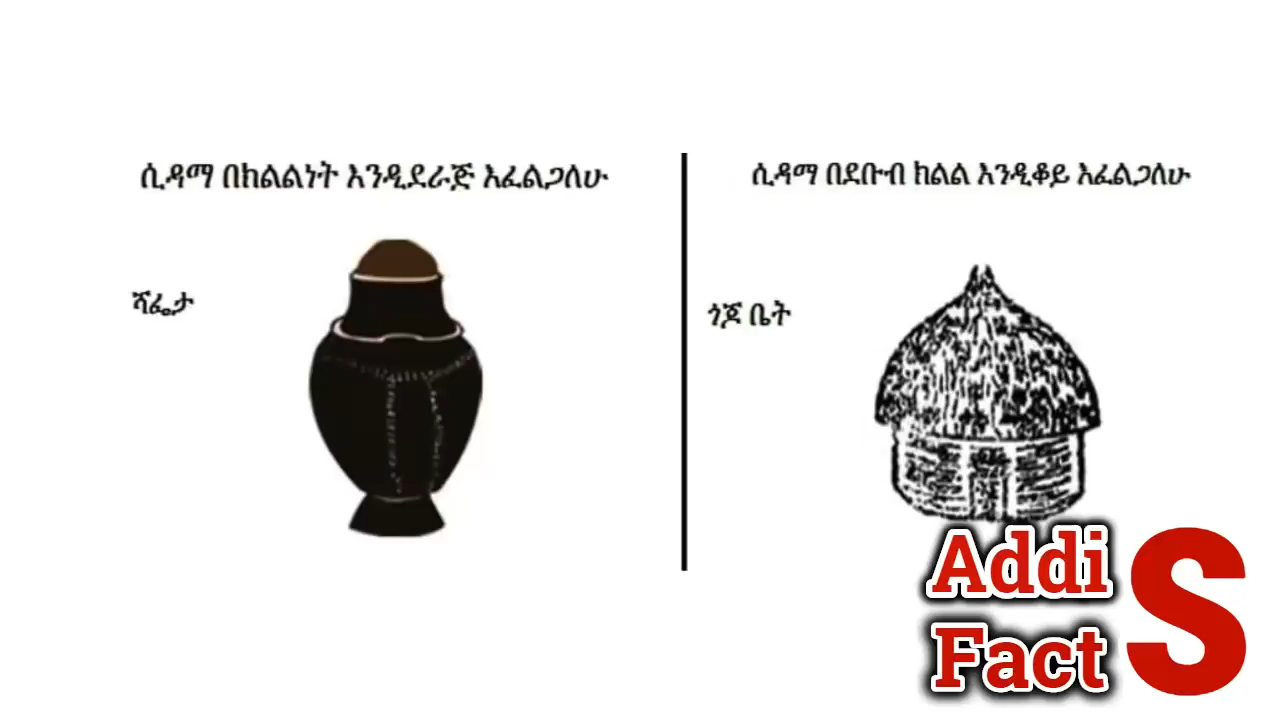 ሲዳማ በክልልነት እንዲደራጅ እፈልጋለሁ
ሻፌታ
ሲዳማ በደቡብ ክልል እንዲቆይ እፈልጋለሁ
ጎጆ ቤት
Addi
Fact
S